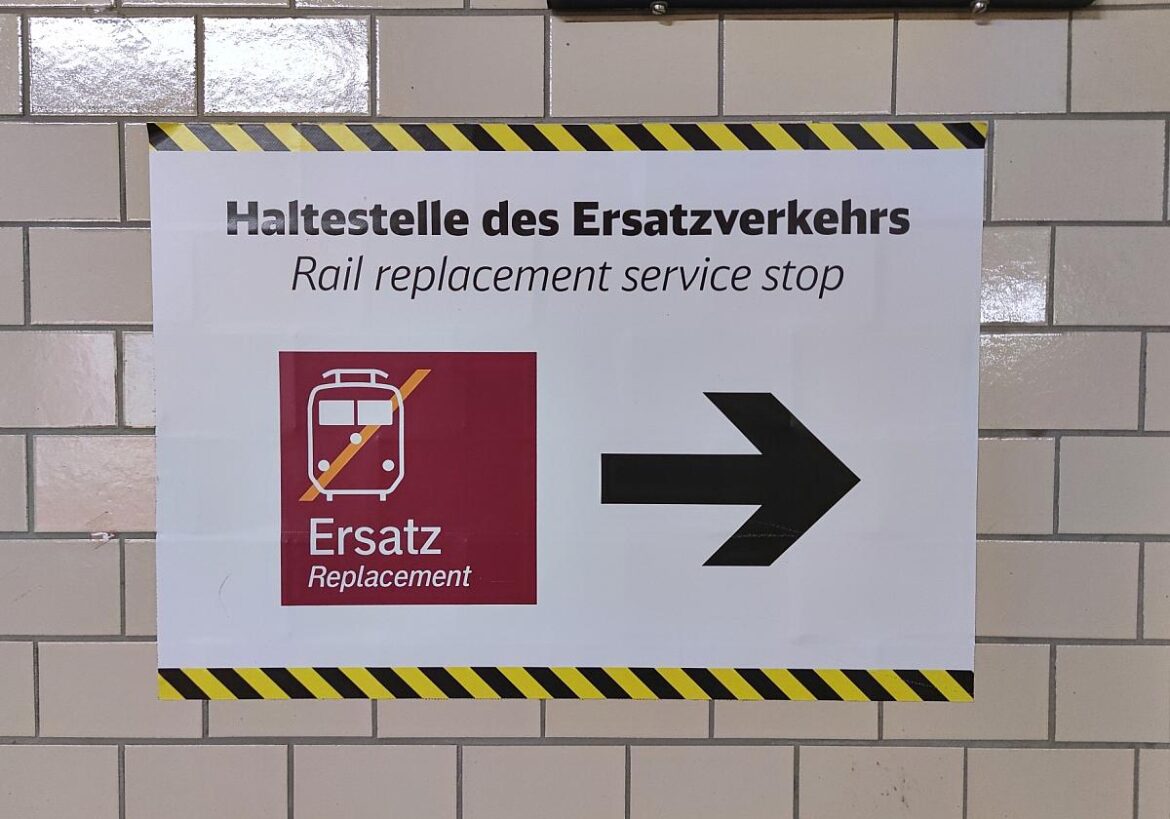 Haltestelle des Ersatzverkehrs
Rail replacement service stop
Ersatz
Replacement